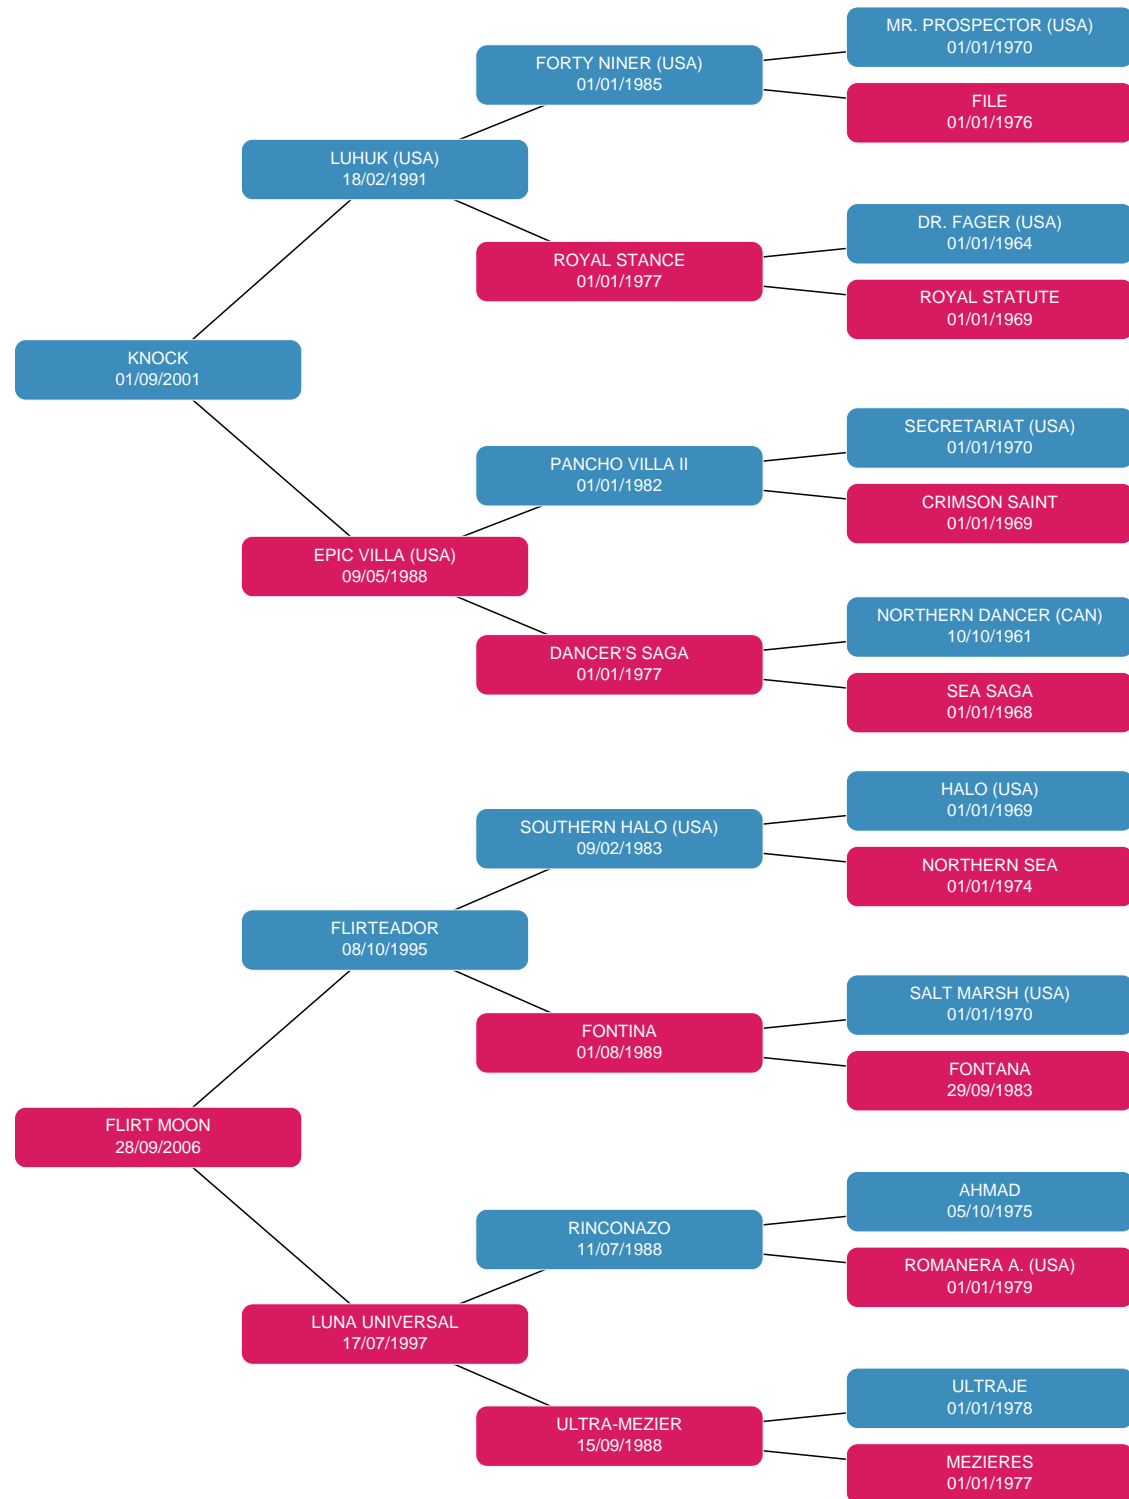 MR. PROSPECTOR (USA)
01/01/1970
FORTY NINER (USA)
01/01/1985
FILE
01/01/1976
LUHUK (USA)
18/02/1991
DR. FAGER (USA)
01/01/1964
ROYAL STANCE
01/01/1977
ROYAL STATUTE
01/01/1969
KNOCK
01/09/2001
SECRETARIAT (USA)
01/01/1970
PANCHO VILLA II
01/01/1982
CRIMSON SAINT
01/01/1969
EPIC VILLA (USA)
09/05/1988
NORTHERN DANCER (CAN)
10/10/1961
DANCER'S SAGA
01/01/1977
SEA SAGA
01/01/1968
HALO (USA)
01/01/1969
SOUTHERN HALO (USA)
09/02/1983
NORTHERN SEA
01/01/1974
FLIRTEADOR
08/10/1995
SALT MARSH (USA)
01/01/1970
FONTINA
01/08/1989
FONTANA
29/09/1983
FLIRT MOON
28/09/2006
AHMAD
05/10/1975
RINCONAZO
11/07/1988
ROMANERA A. (USA)
01/01/1979
LUNA UNIVERSAL
17/07/1997
ULTRAJE
01/01/1978
ULTRA-MEZIER
15/09/1988
MEZIERES
01/01/1977